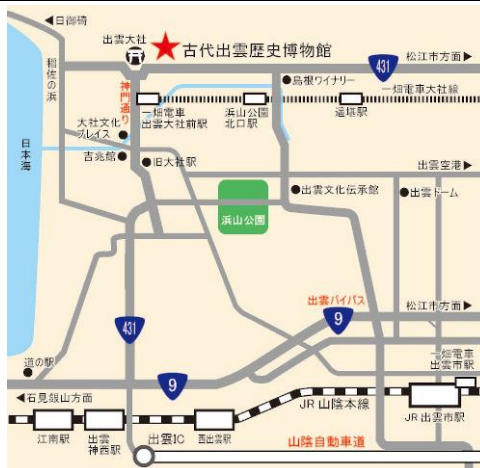 ◀日御碕
出雲大社
★古代出雲歴史博物館
松江市方面▶
431
稲佐の浜
神門通り
●島根ワイナリー
一畑電車大社線
一畑電車
出雲大社前駅
浜山公園
北口駅
遥堪駅
大社文化
プレイス
吉兆館
●旧大社駅
日本海
出雲空港▶
●出雲文化伝承館
●出雲ドーム
浜山公園
出雲バイパス
松江市方面▶
9
431
一畑電車
出雲市駅
道の駅
9
◀石見銀山方面
JR山陰本線
JR出雲市駅
江南駅
出雲
神西駅
出雲IC
西出雲駅
山陰自動車道